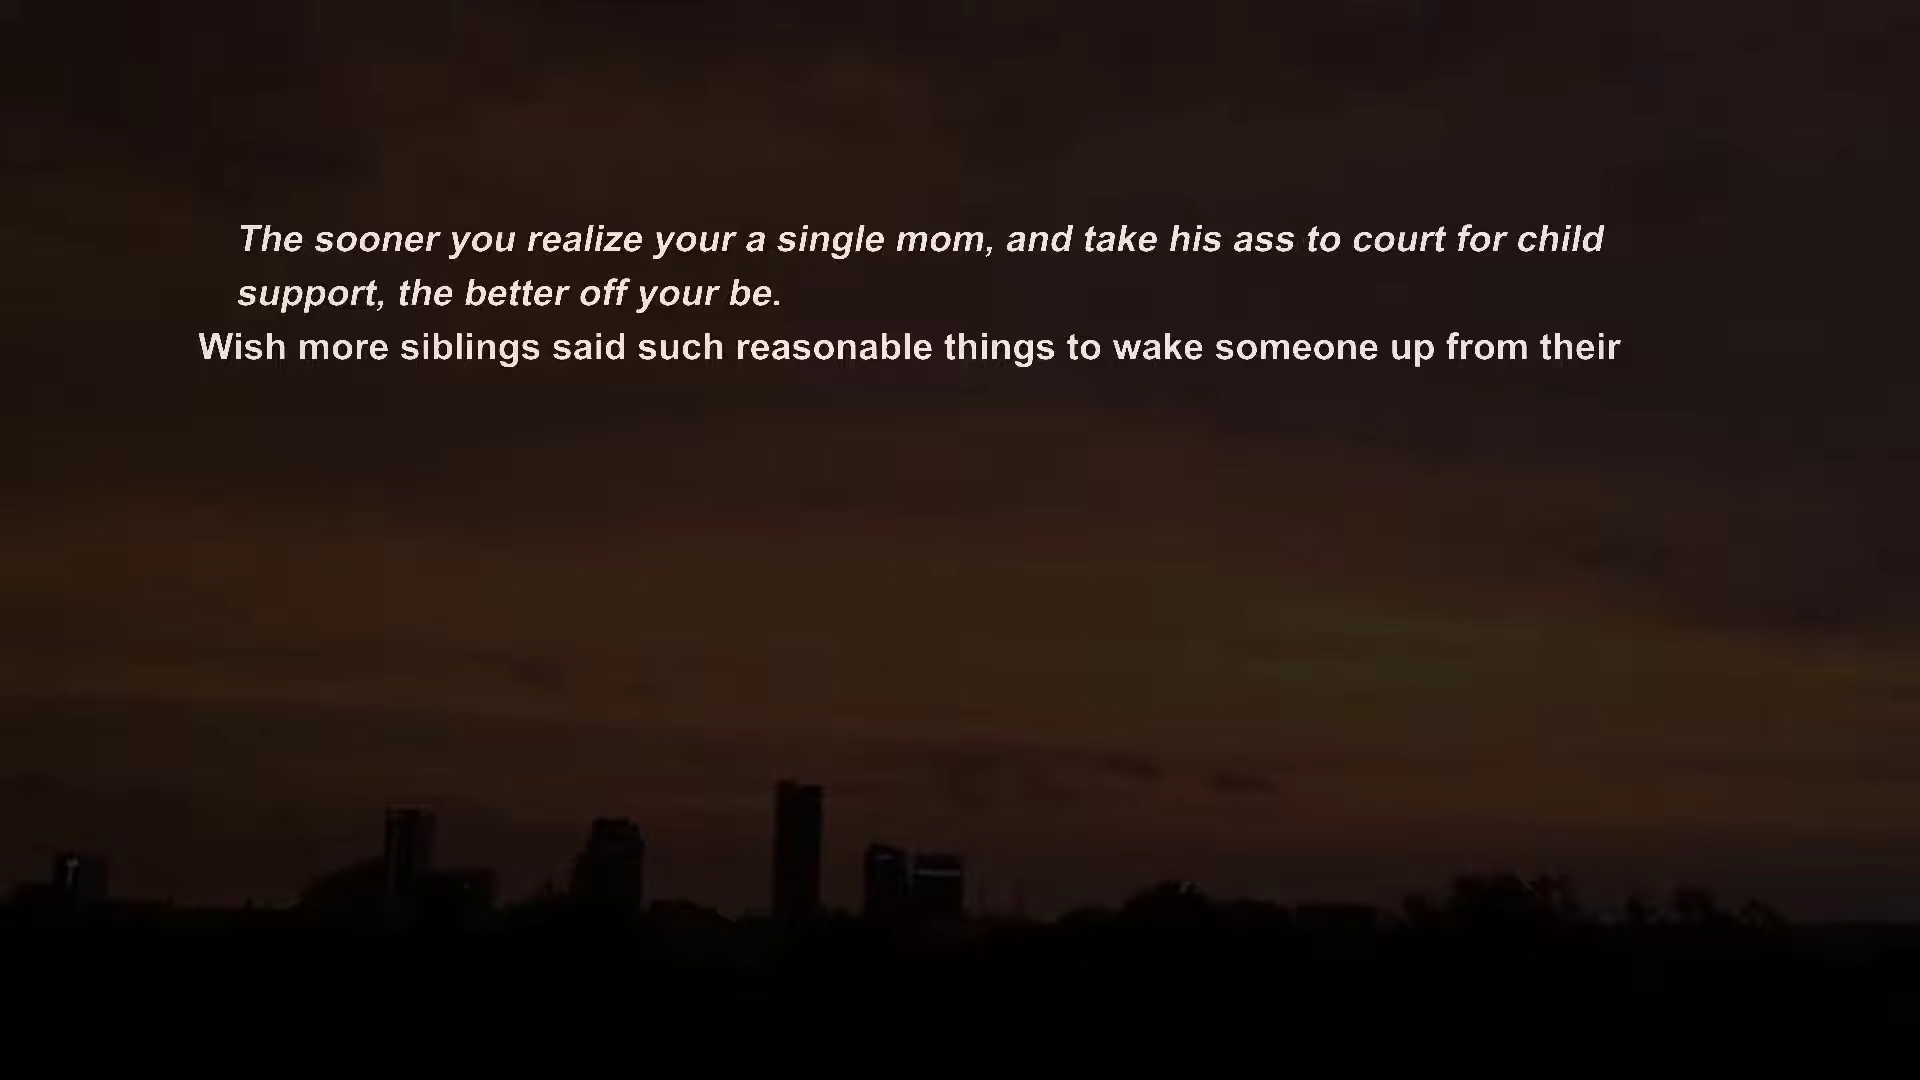 The sooner you realize your a single mom, and take his ass to court for child
support, the better off your be.
Wish more siblings said such reasonable things to wake someone up from their